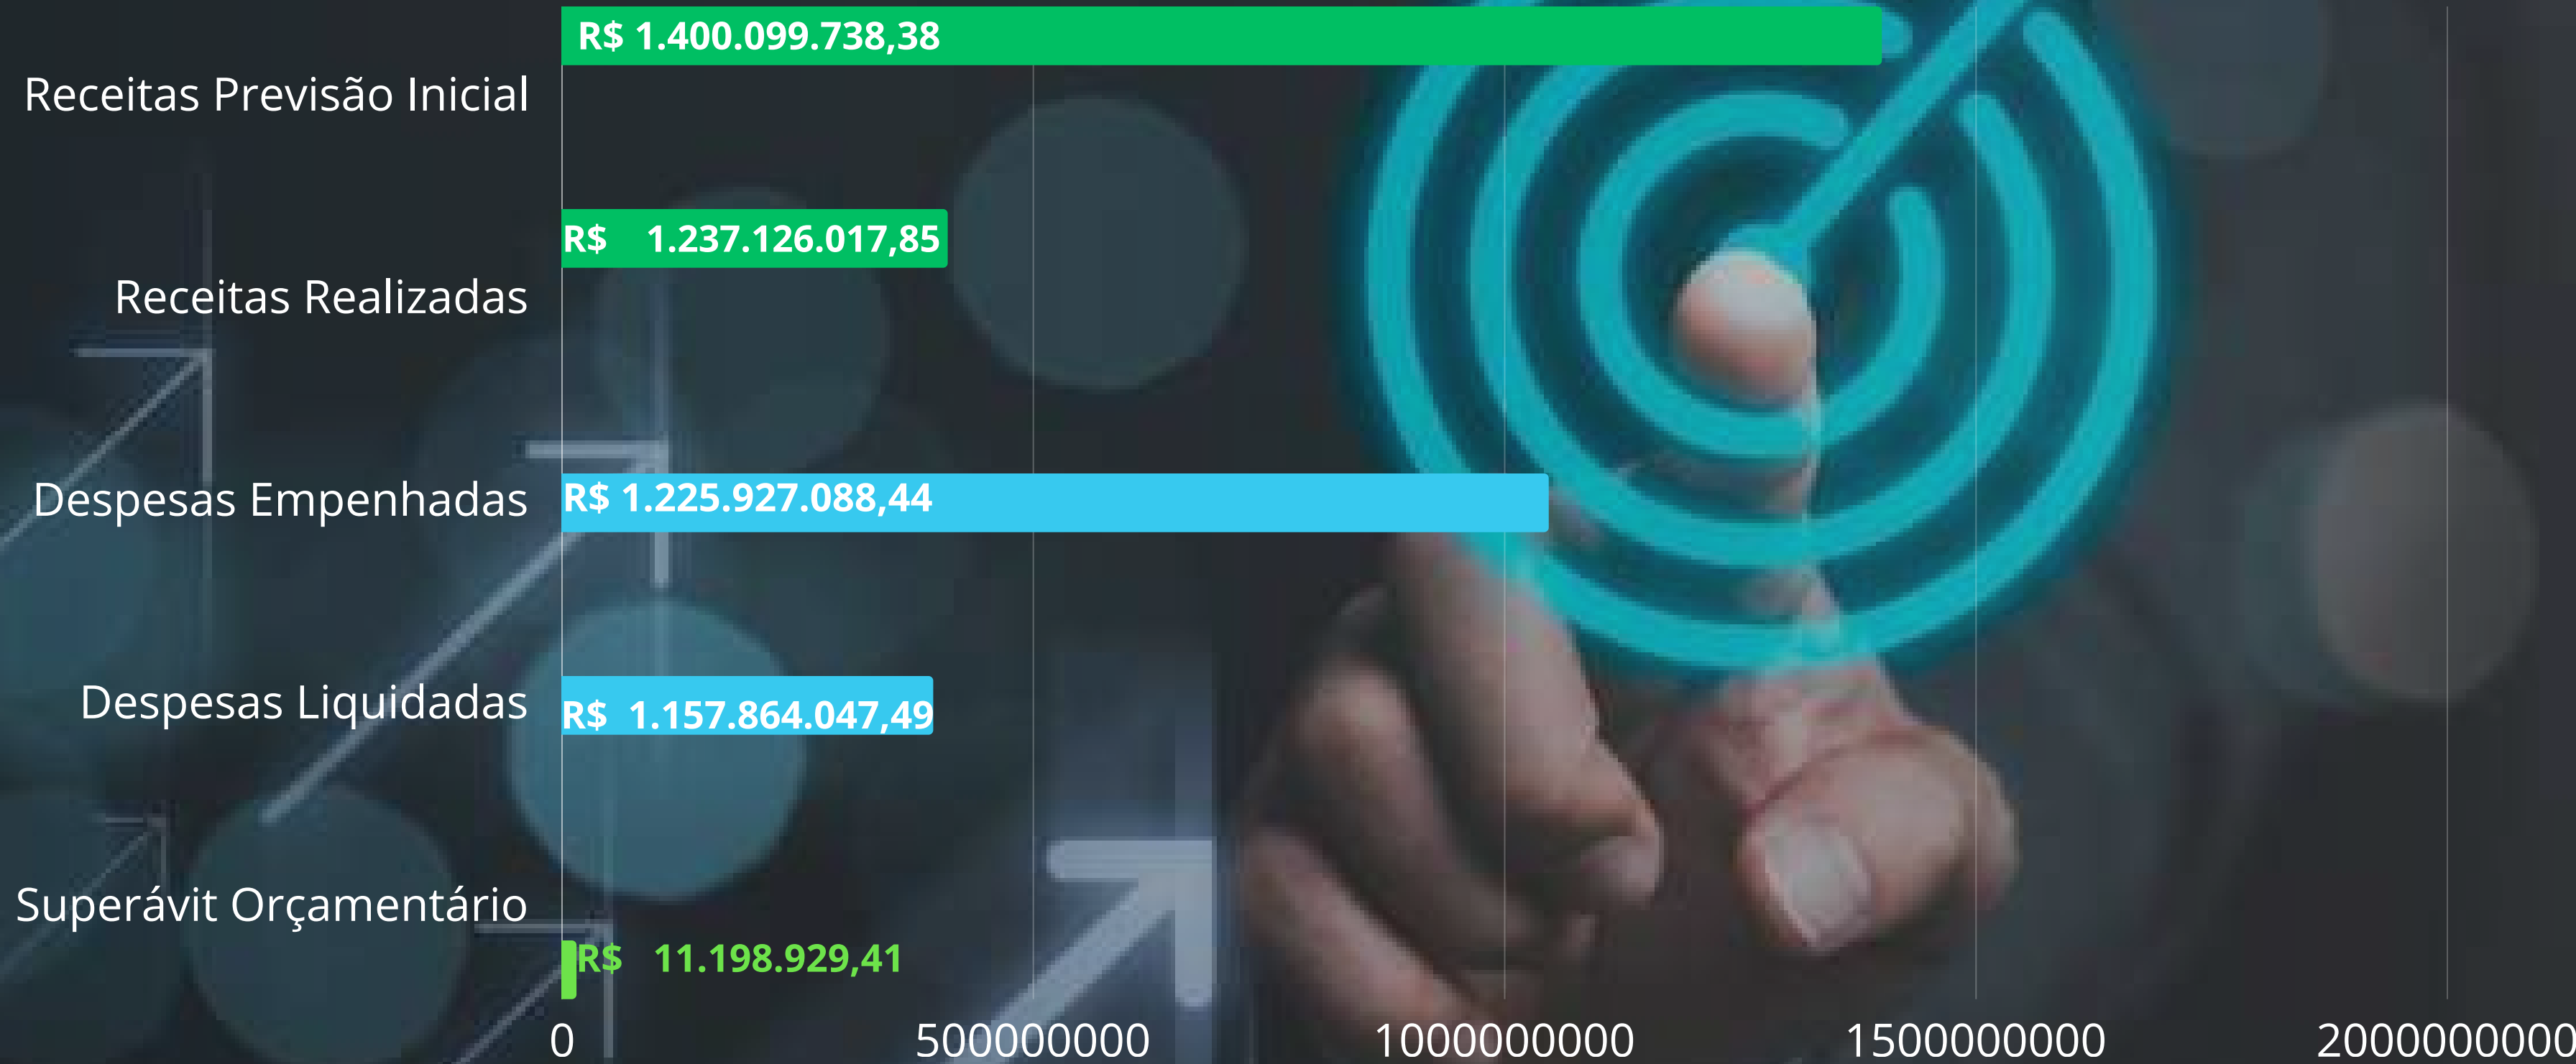 R$ 1.400.099.738,38
Receitas Previsão Inicial
R$ 1.237.126.017,85
Receitas Realizadas
Despesas Empenhadas R$ 1.225.927.088,44
Despesas Liquidadas R$ 1.157.864.047,49
Superávit Orçamentário
R$ 11.198.929,41
0 500000000 1000000000 1500000000 2000000000